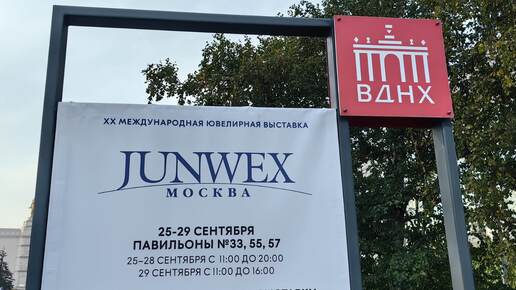 XX МЕЖДУНАРОДНАЯ ЮВЕЛИРНАЯ ВЫСТАВКА
JUNWEX
МОСКВА
25-29 СЕНТЯБРЯ
ПАВИЛЬОНЫ №33, 55, 57
25-28 СЕНТЯБРЯ С 11:00 ДО 20:00
29 СЕНТЯБРЯ С 11:00 ДО 16:00
ВДНХ